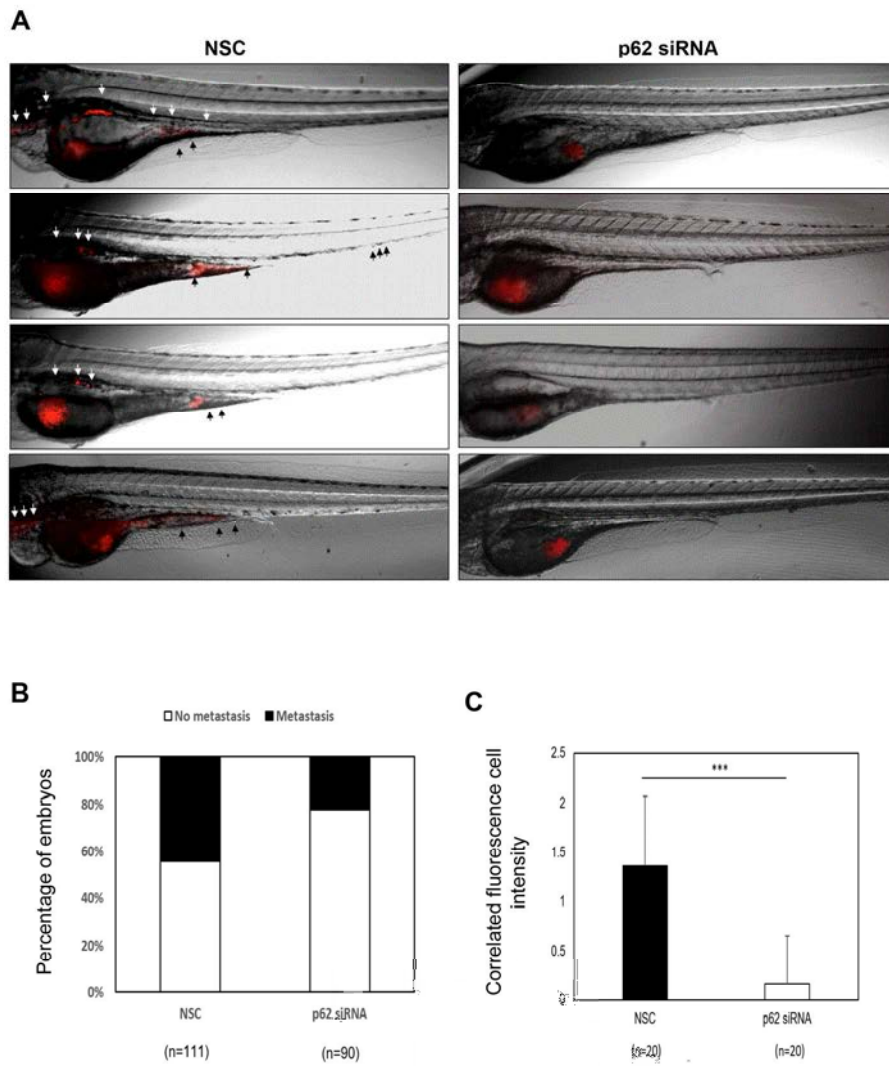 A
NSC
p62 siRNA
B
No metastasis
Metastasis
Percentage of embryos
100%
80%
60%
40%
20%
0%
NSC
p62 siRNA
(n=111)
(n=90)
C
Correlated fluorescence cell
intensity
2.5
2
1.5
1
0.5
0
***
NSC
p62 siRNA
(n=20)
(n=20)